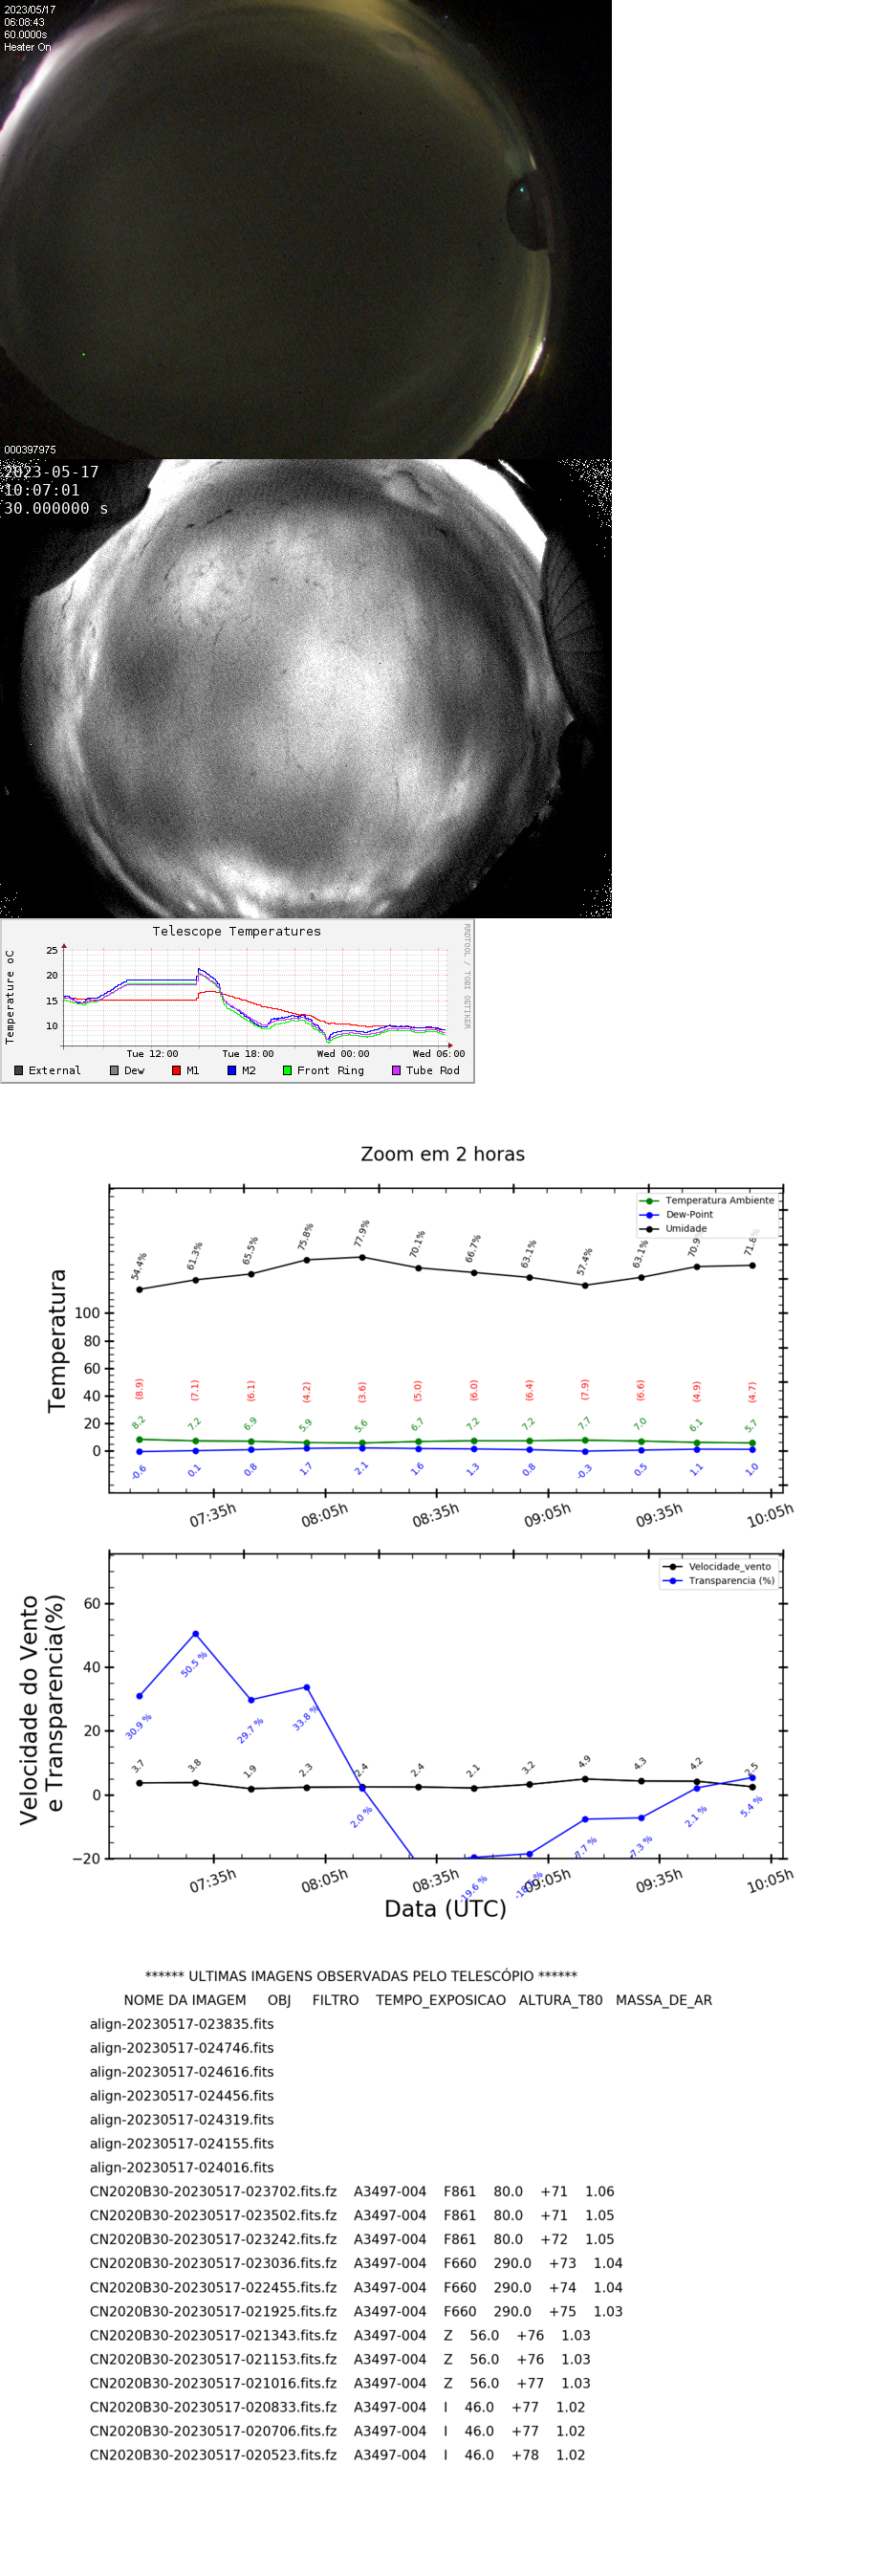 2023/05/17
06:08:43
60.0000s
Heater On
000397975
2023-05-17
10:07:01
30.000000 s
Telescope Temperatures
RRDTOOL / TOBI OETIKER
Temperature oC
25
20
15
10
Tue 12:00 Tue 18:00 Wed 00:00 Wed 06:00
External Dew M1 M2 Front Ring Tube Rod
Zoom em 2 horas
Temperatura Ambiente
Dew-Point
Umidade
54.4% 61.3% 65.5% 75.8% 77.9% 70.1% 66.7% 63.1% 57.4% 63.1%
Temperatura
100
80
60
40
20
0
(8.9) (7.1) (6.1) (4.2) (3.6) (5.0) (6.0) (6.4) (7.9) (6.6) (4.9) (4.7)
8.2 7.2 6.9 5.9 5.6 6.7 7.2 7.2 7.7 7.0 6.1 5.7
-0.6 0.1 0.8 1.7 2.1 1.6 1.3 0.8 -0.3 0.5 1.1 1.0
07:35h 08:05h 08:35h 09:05h 09:35h 10:05h
Velocidade_vento
Transparencia (%)
Velocidade do Vento
e Transparencia(%)
60
40
20
0
−20
30.9 % 50.5 % 29.7 % 33.8 % 2.0 % -19.6 % -7.7 % -7.3 % 2.1 % 5.4 %
3.7 3.8 1.9 2.3 2.4 2.4 2.1 3.2 4.9 4.3 4.2 2.5
07:35h 08:05h 08:35h 09:05h 09:35h 10:05h
Data (UTC)
****** ULTIMAS IMAGENS OBSERVADAS PELO TELESCÓPIO ******
NOME DA IMAGEM OBJ FILTRO TEMPO_EXPOSICAO ALTURA_T80 MASSA_DE_AR
align-20230517-023835.fits
align-20230517-024746.fits
align-20230517-024616.fits
align-20230517-024456.fits
align-20230517-024319.fits
align-20230517-024155.fits
align-20230517-024016.fits
CN2020B30-20230517-023702.fits.fz A3497-004 F861 80.0 +71 1.06
CN2020B30-20230517-023502.fits.fz A3497-004 F861 80.0 +71 1.05
CN2020B30-20230517-023242.fits.fz A3497-004 F861 80.0 +72 1.05
CN2020B30-20230517-023036.fits.fz A3497-004 F660 290.0 +73 1.04
CN2020B30-20230517-022455.fits.fz A3497-004 F660 290.0 +74 1.04
CN2020B30-20230517-021925.fits.fz A3497-004 F660 290.0 +75 1.03
CN2020B30-20230517-021343.fits.fz A3497-004 Z 56.0 +76 1.03
CN2020B30-20230517-021153.fits.fz A3497-004 Z 56.0 +76 1.03
CN2020B30-20230517-021016.fits.fz A3497-004 Z 56.0 +77 1.03
CN2020B30-20230517-020833.fits.fz A3497-004 I 46.0 +77 1.02
CN2020B30-20230517-020706.fits.fz A3497-004 I 46.0 +77 1.02
CN2020B30-20230517-020523.fits.fz A3497-004 I 46.0 +78 1.02